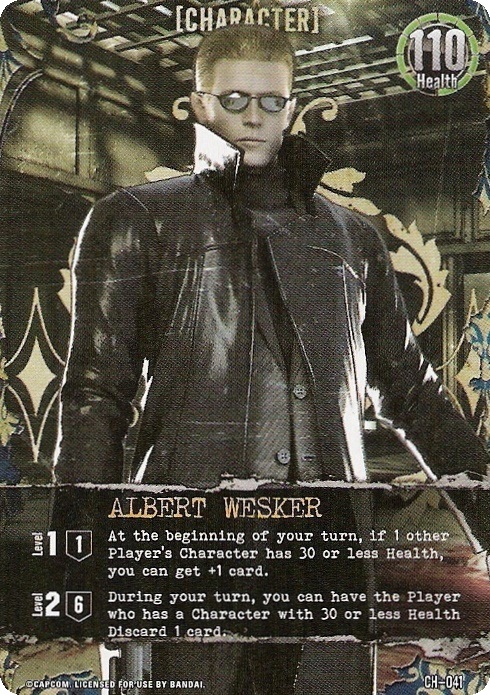 [CHARACTER]
110
Health
ALBERT WESKER
Level 1 1
At the beginning of your turn, if 1 other
Player's Character has 30 or less Health,
you can get +1 card.
Level 2 6
During your turn, you can have the Player
who has a Character with 30 or less Health
Discard 1 card.
©CAPCOM. LICENSED FOR USE BY BANDAI.
CH-041